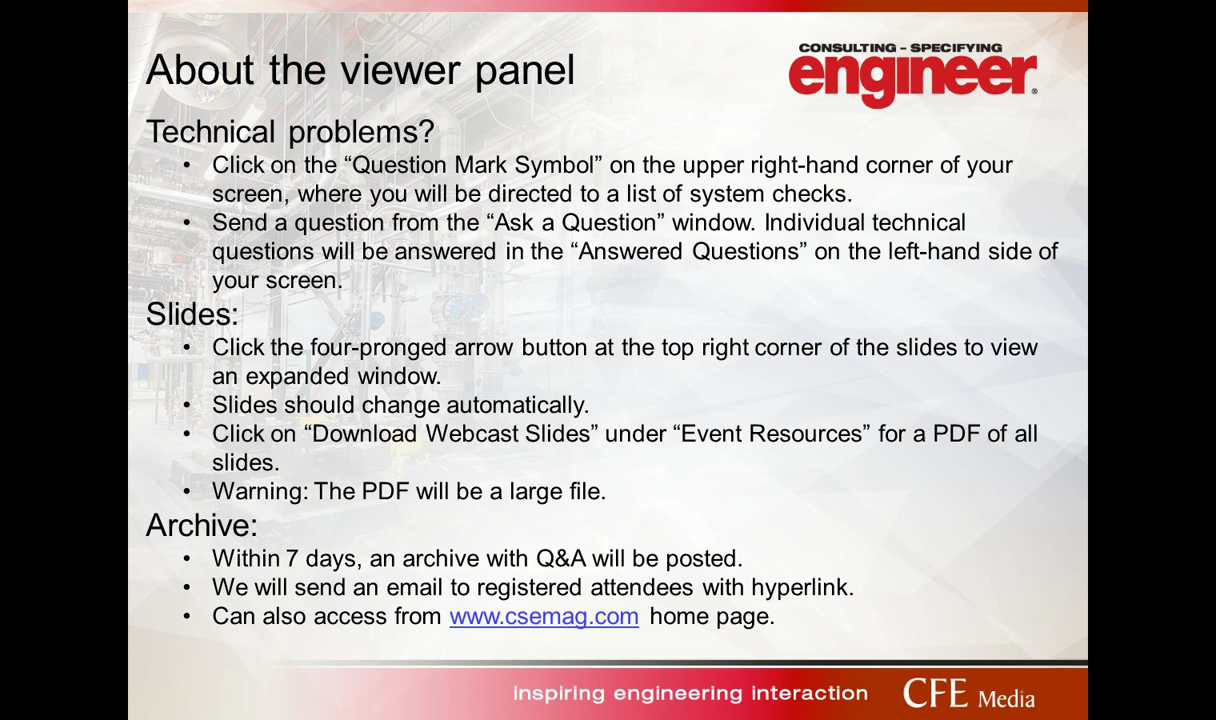 CONSULTING - SPECIFYING
engineer®
About the viewer panel
Technical problems?
• Click on the “Question Mark Symbol” on the upper right-hand corner of your
screen, where you will be directed to a list of system checks.
• Send a question from the “Ask a Question” window. Individual technical
questions will be answered in the “Answered Questions” on the left-hand side of
your screen.
Slides:
• Click the four-pronged arrow button at the top right corner of the slides to view
an expanded window.
• Slides should change automatically.
• Click on “Download Webcast Slides” under “Event Resources” for a PDF of all
slides.
• Warning: The PDF will be a large file.
Archive:
• Within 7 days, an archive with Q&A will be posted.
• We will send an email to registered attendees with hyperlink.
• Can also access from www.csemag.com home page.
inspiring engineering interaction
CFE Media